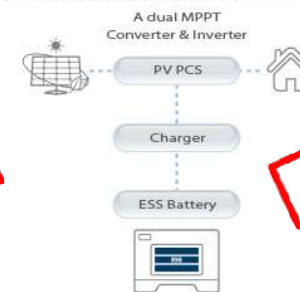 A dual MPPT
Converter & Inverter
PV PCS
Charger
ESS Battery